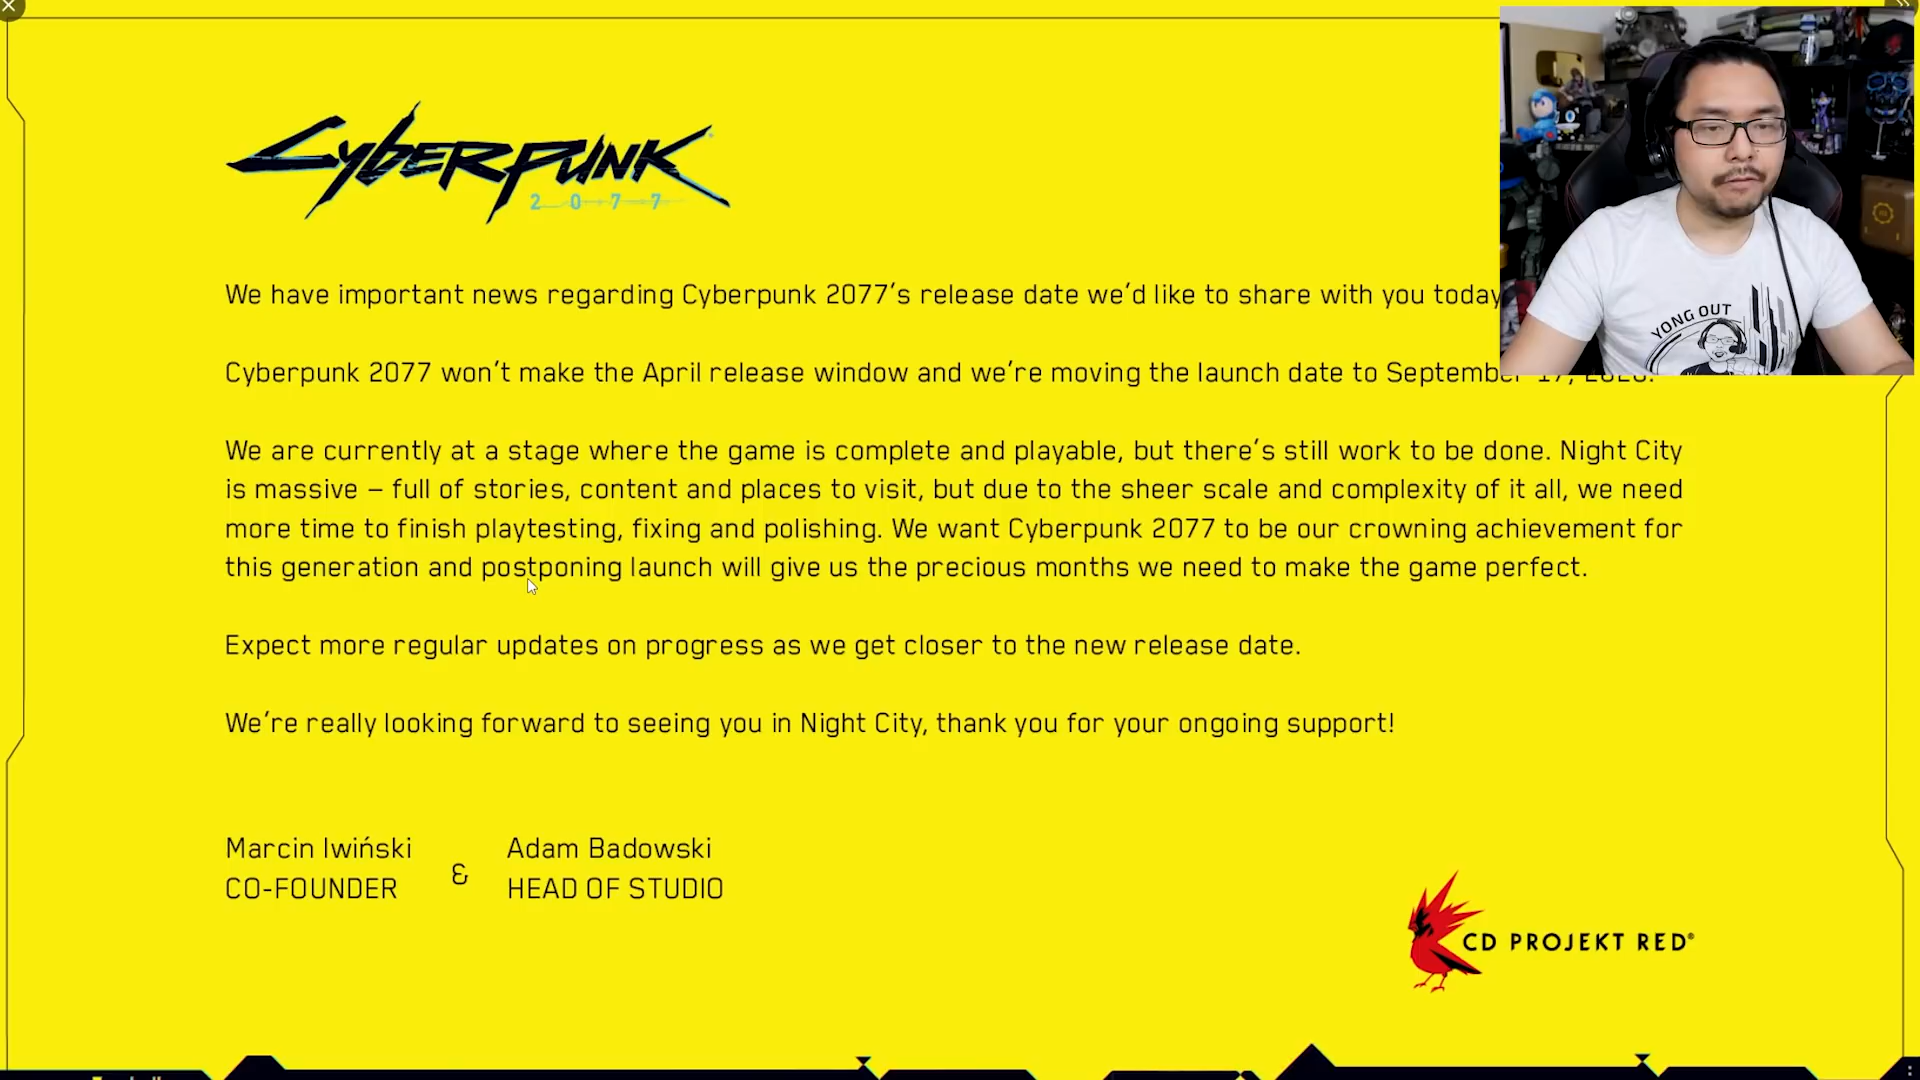 CYBERPUNK
2077
We have important news regarding Cyberpunk 2077's release date we'd like to share with you today
Cyberpunk 2077 won't make the April release window and we're moving the launch date to September 17, 2020.
We are currently at a stage where the game is complete and playable, but there's still work to be done. Night City
is massive – full of stories, content and places to visit, but due to the sheer scale and complexity of it all, we need
more time to finish playtesting, fixing and polishing. We want Cyberpunk 2077 to be our crowning achievement for
this generation and postponing launch will give us the precious months we need to make the game perfect.
Expect more regular updates on progress as we get closer to the new release date.
We're really looking forward to seeing you in Night City, thank you for your ongoing support!
Marcin Iwiński
CO-FOUNDER
&
Adam Badowski
HEAD OF STUDIO
CD PROJEKT RED®
YONG OUT